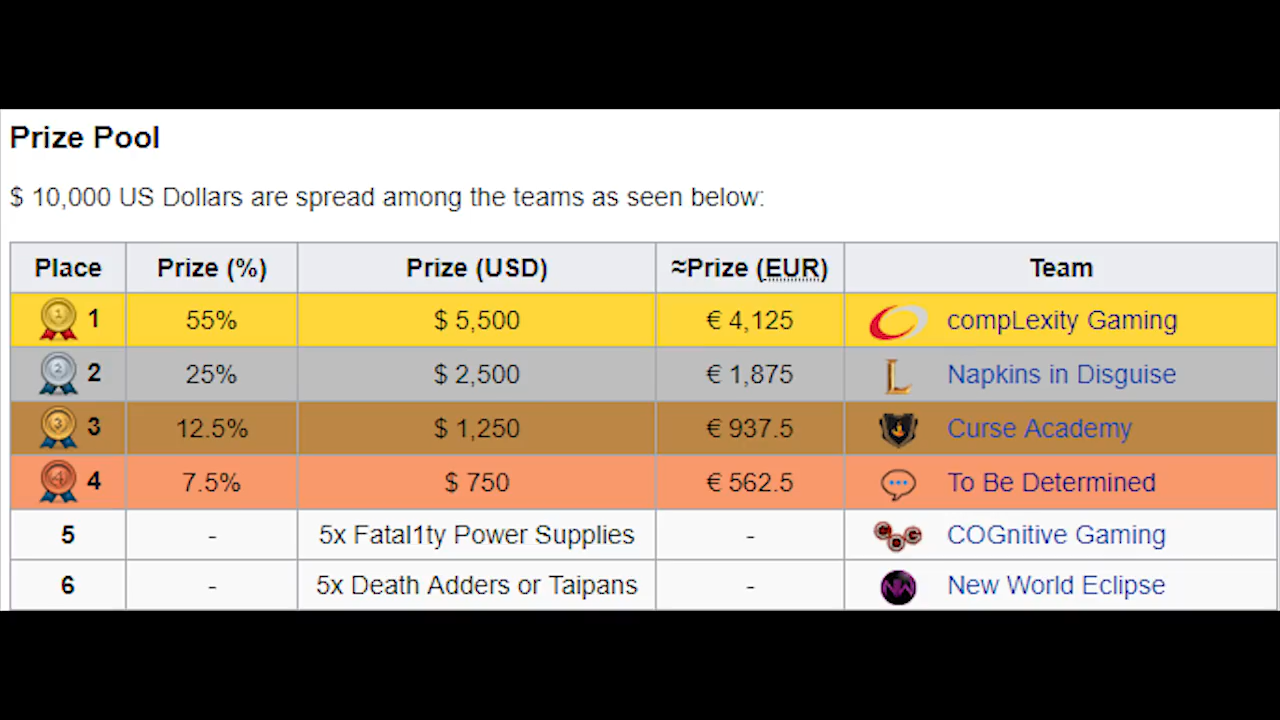 Prize Pool
$ 10,000 US Dollars are spread among the teams as seen below:
Place Prize (%) Prize (USD) ≈Prize (EUR) Team
1 55% $ 5,500 € 4,125 compLexity Gaming
2 25% $ 2,500 € 1,875 Napkins in Disguise
3 12.5% $ 1,250 € 937.5 Curse Academy
4 7.5% $ 750 € 562.5 To Be Determined
5 - 5x Fatal1ty Power Supplies - COGnitive Gaming
6 - 5x Death Adders or Taipans - New World Eclipse